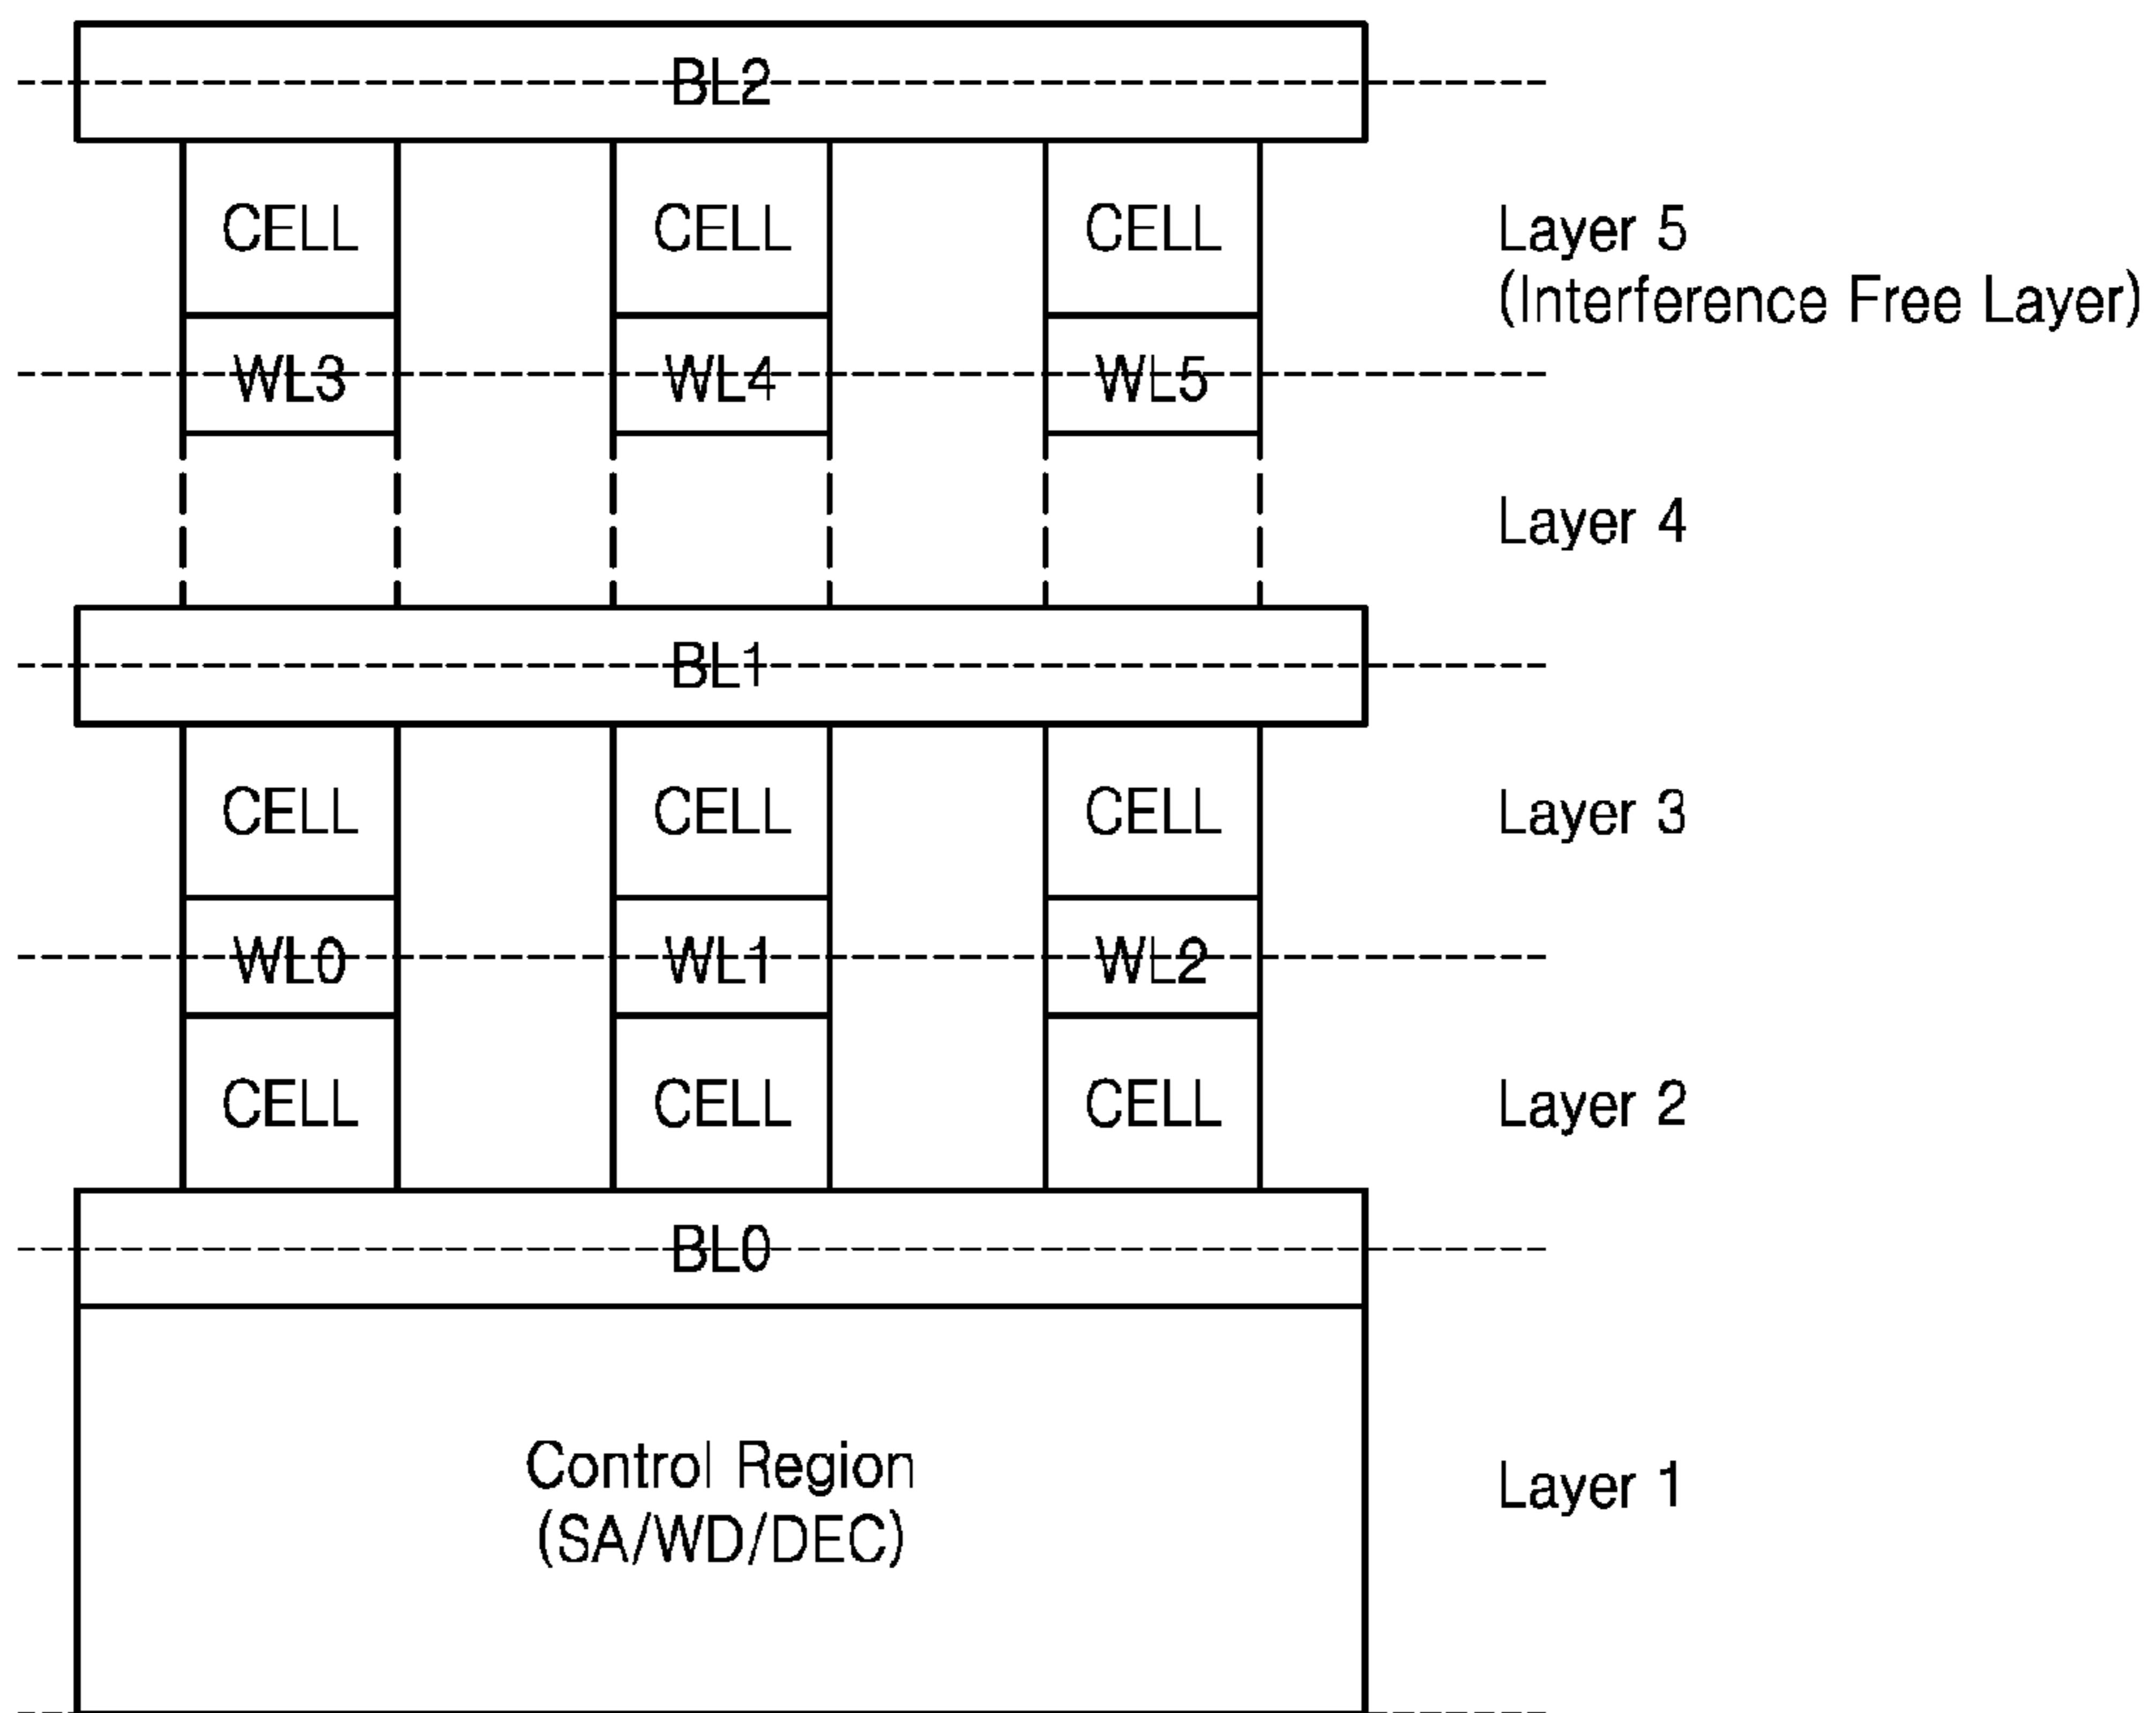 BL2
CELL CELL CELL Layer 5
(Interference Free Layer)
WL3 WL4 WL5
Layer 4
BL1
CELL CELL CELL Layer 3
WL0 WL1 WL2
CELL CELL CELL Layer 2
BL0
Control Region Layer 1
(SA/WD/DEC)